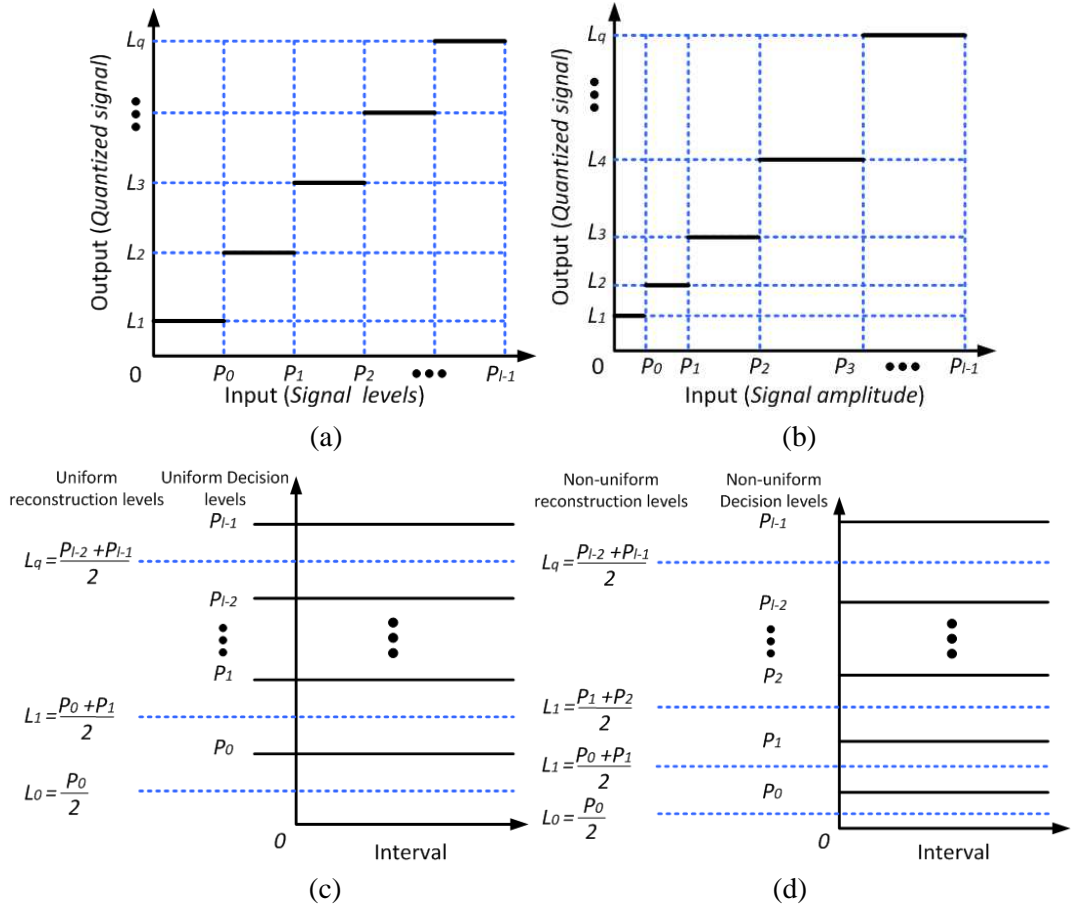 Output (Quantized signal)
Lq
•••
L3
L2
L1
0
P0 P1 P2 ••• Pl-1
Input (Signal levels)
(a)
Output (Quantized signal)
Lq
•••
L4
L3
L2
L1
0
P0 P1 P2 P3 ••• Pl-1
Input (Signal amplitude)
(b)
Uniform
reconstruction levels
Uniform Decision
levels
Pl-1
Lq = Pl-2 + Pl-1
2
Pl-2
•••
•••
P1
L1 = P0 + P1
2
P0
L0 = P0
2
0
Interval
(c)
Non-uniform
reconstruction levels
Non-uniform
Decision levels
Pl-1
Lq = Pl-2 + Pl-1
2
Pl-2
•••
•••
P2
L1 = P1 + P2
2
P1
L1 = P0 + P1
2
P0
L0 = P0
2
0
Interval
(d)